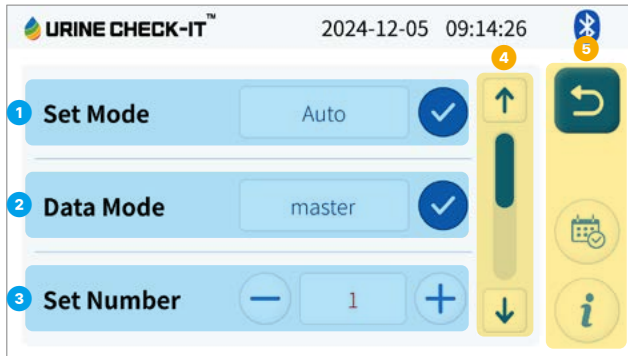 URINE CHECK-IT™ 2024-12-05 09:14:26
4 5
1 Set Mode Auto
2 Data Mode master
3 Set Number 1
i